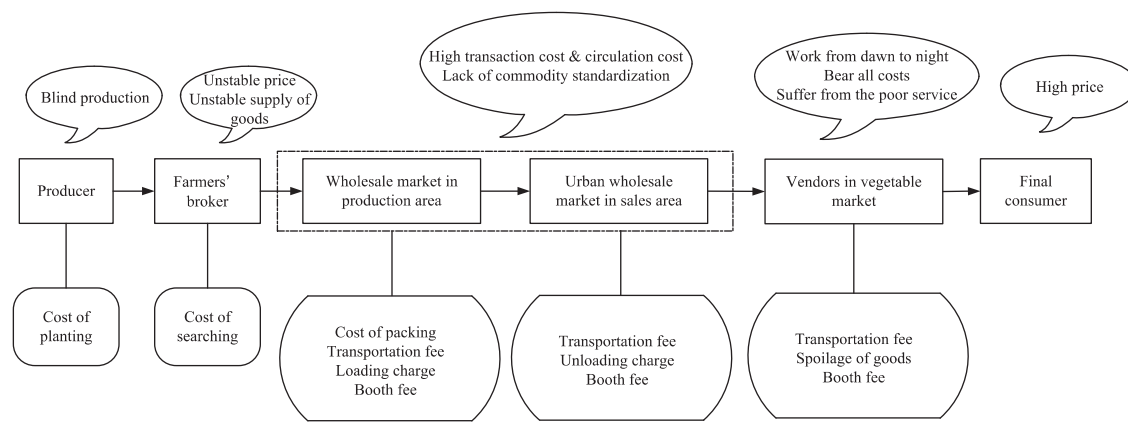 Blind production
Unstable price
Unstable supply of
goods
High transaction cost & circulation cost
Lack of commodity standardization
Work from dawn to night
Bear all costs
Suffer from the poor service
High price
Producer
Farmers'
broker
Wholesale market in
production area
Urban wholesale
market in sales area
Vendors in vegetable
market
Final
consumer
Cost of
planting
Cost of
searching
Cost of packing
Transportation fee
Loading charge
Booth fee
Transportation fee
Unloading charge
Booth fee
Transportation fee
Spoilage of goods
Booth fee